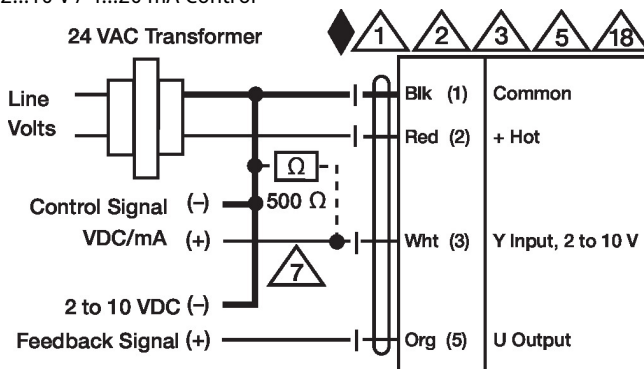 2...10 V / 4...20 mA Control
24 VAC Transformer
1 2 3 5 18
Line
Volts
Blk (1) Common
Red (2) + Hot
Ω
500 Ω
Control Signal (-)
VDC/mA (+)
Wht (3) Y Input, 2 to 10 V
7
2 to 10 VDC (-)
Feedback Signal (+)
Org (5) U Output